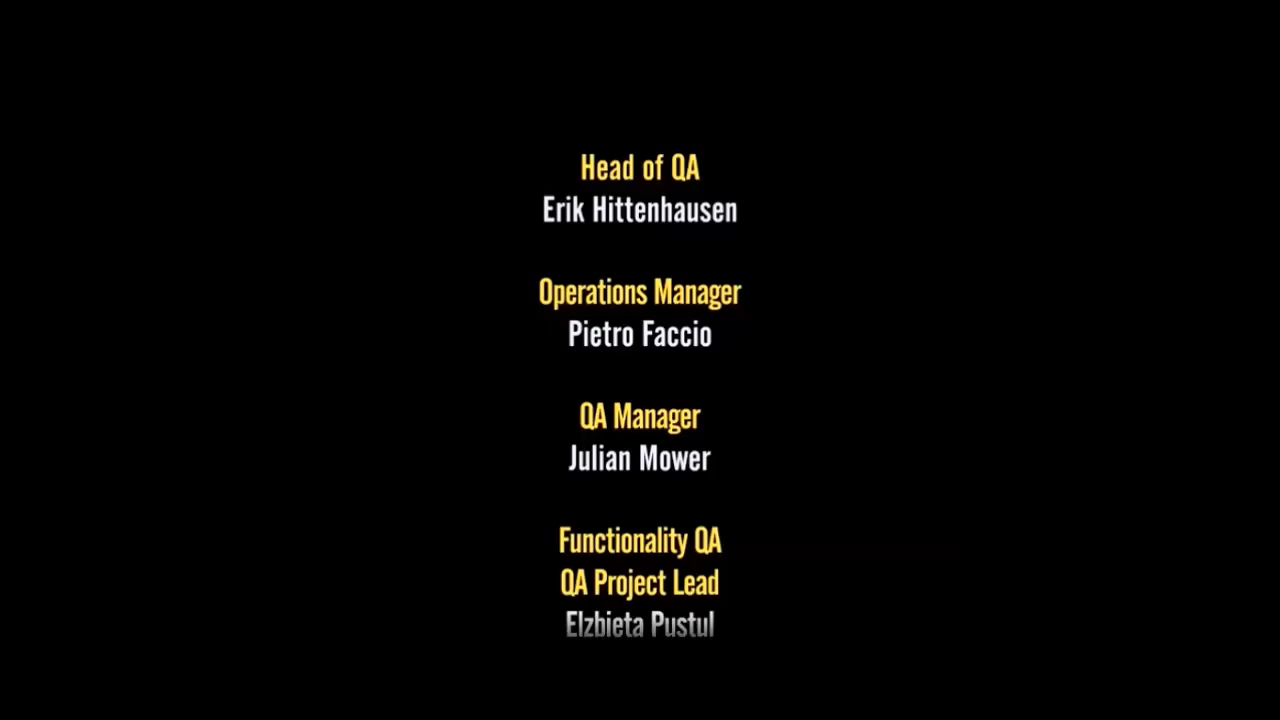 Head of QA
Erik Hittenhausen
Operations Manager
Pietro Faccio
QA Manager
Julian Mower
Functionality QA
QA Project Lead
Elzbieta Pustul